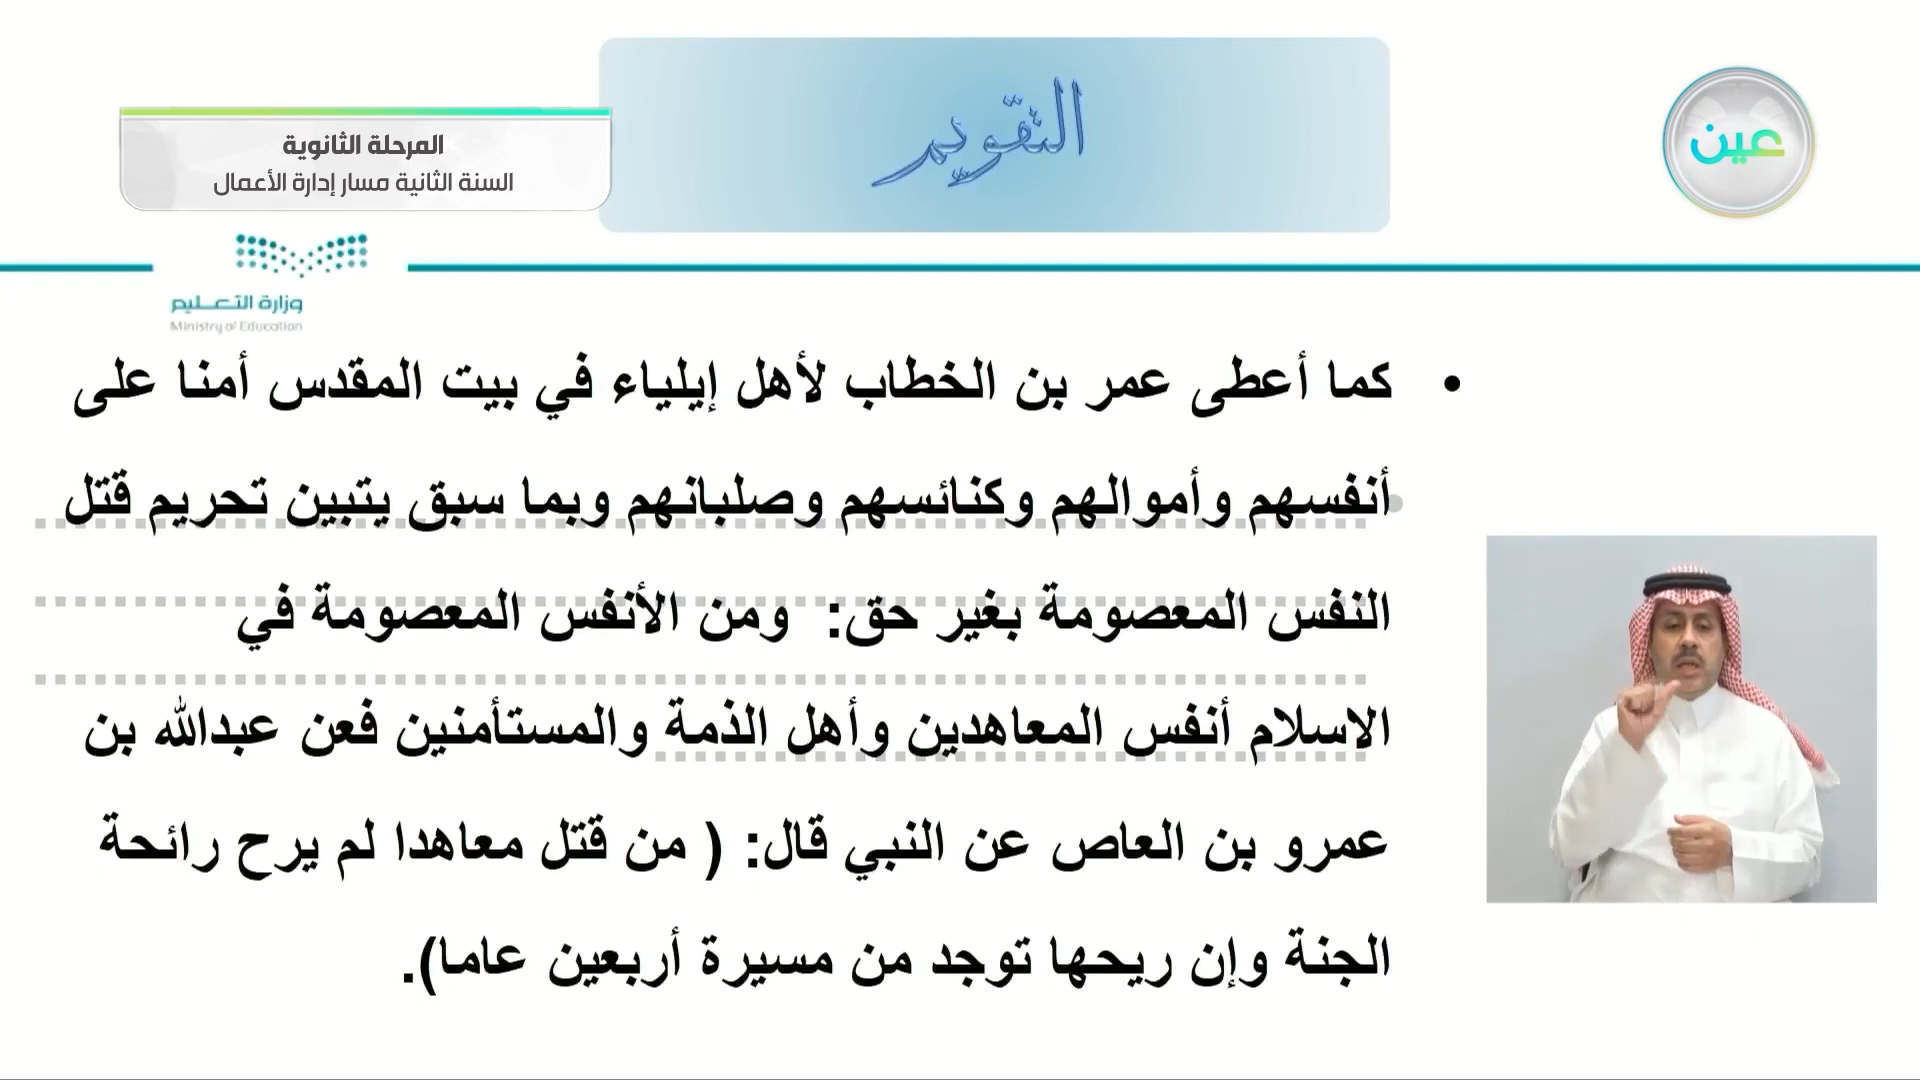 التقويم
عين
المرحلة الثانوية
السنة الثانية مسار إدارة الأعمال
وزارة التعليم
Ministry of Education
• كما أعطى عمر بن الخطاب لأهل إيلياء في بيت المقدس أمنا على
أنفسهم وأموالهم وكنائسهم وصلبانهم وبما سبق يتبين تحريم قتل
النفس المعصومة بغير حق: ومن الأنفس المعصومة في
الاسلام أنفس المعاهدين وأهل الذمة والمستأمنين فعن عبدالله بن
عمرو بن العاص عن النبي قال: ( من قتل معاهدا لم يرح رائحة
الجنة وإن ريحها توجد من مسيرة أربعين عاما).